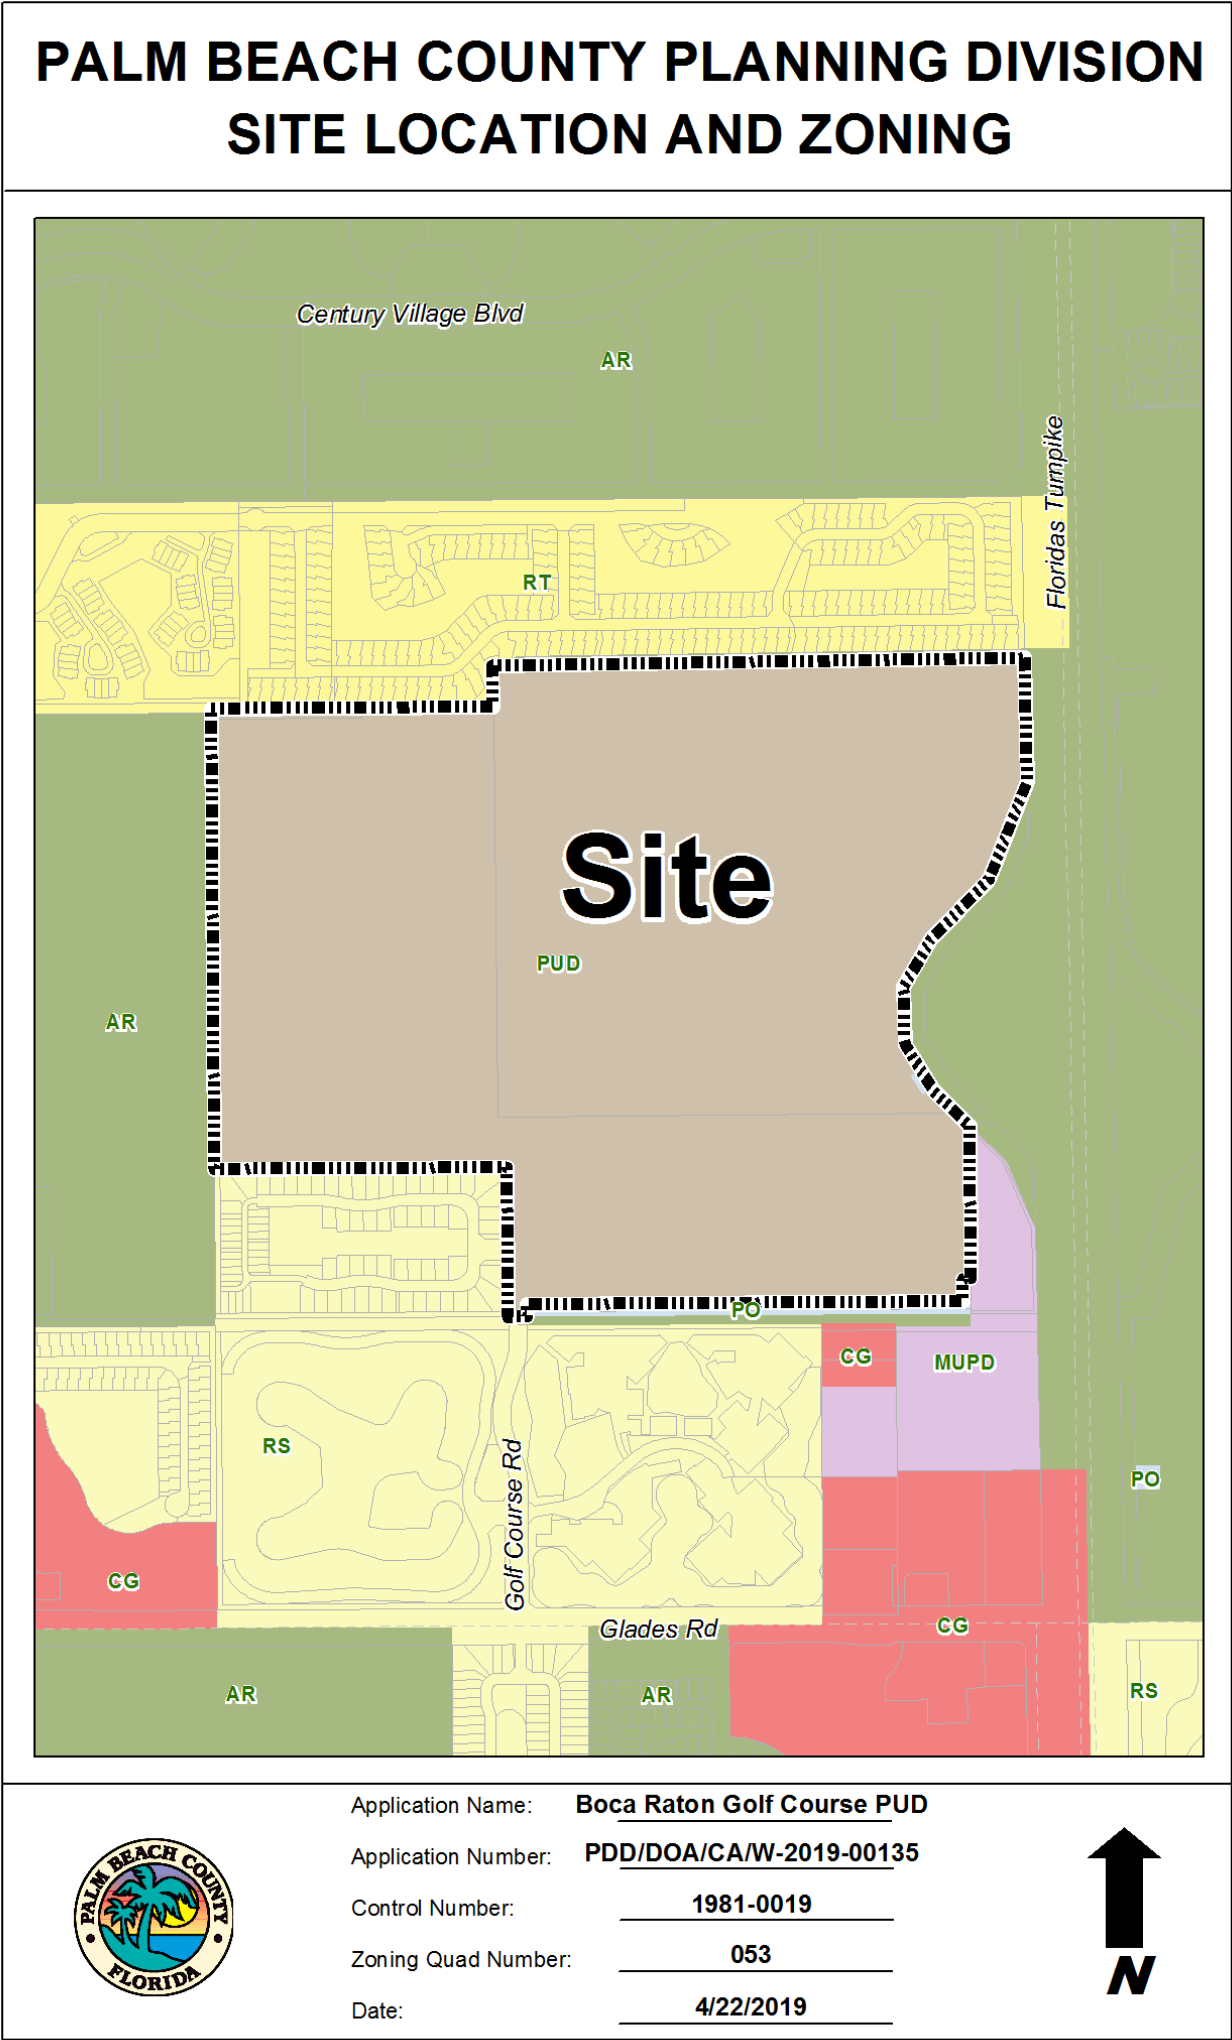 PALM BEACH COUNTY PLANNING DIVISION
SITE LOCATION AND ZONING
Century Village Blvd
AR
Floridas Turnpike
RT
Site
PUD
AR
PO
CG
MUPD
RS
Golf Course Rd
PO
CG
Glades Rd
CG
AR
AR
RS
Application Name: Boca Raton Golf Course PUD
Application Number: PDD/DOA/CA/W-2019-00135
Control Number: 1981-0019
Zoning Quad Number: 053
Date: 4/22/2019
PALM BEACH COUNTY
FLORIDA
N